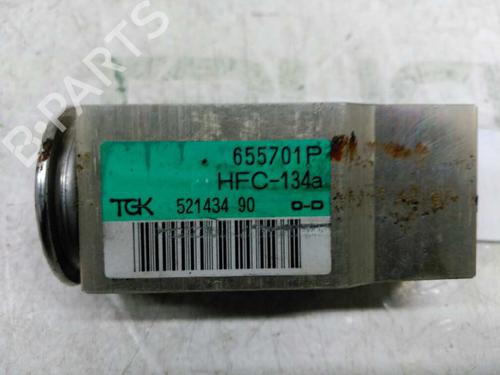 655701P
HFC-134a
TGK 521434 90 D-D
B-PARTS